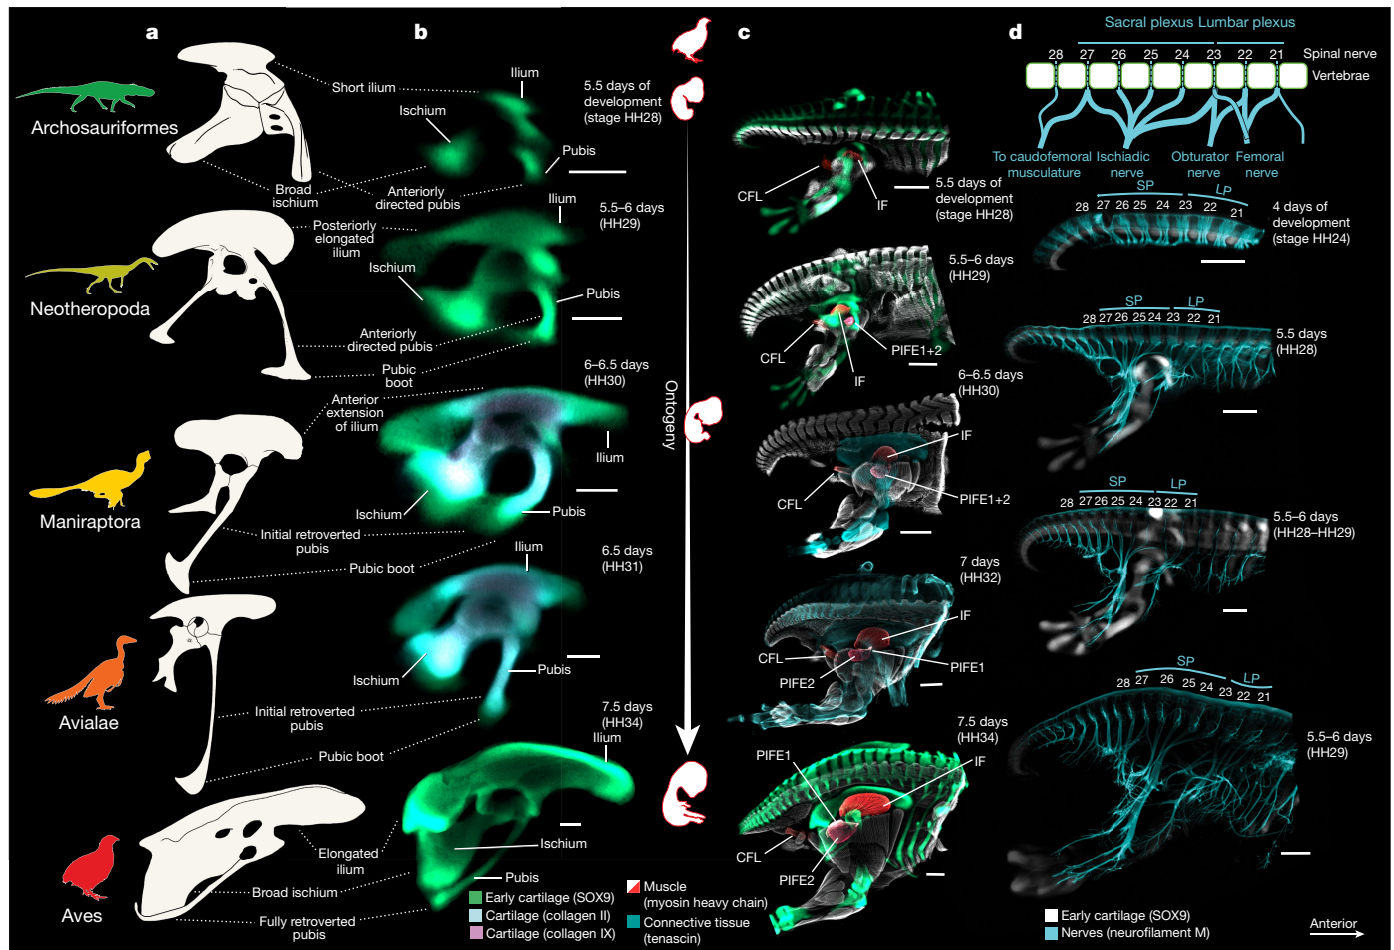 a
Archosauriformes
Neotheropoda
Maniraptora
Avialae
Aves
Short ilium
Broad
ischium
Anteriorly
directed pubis
Posteriorly
elongated
ilium
Anteriorly
directed pubis
Pubic
boot
Anterior
extension
of ilium
Initial retroverted
pubis
Pubic boot
Initial retroverted
pubis
Pubic boot
Elongated
ilium
Broad ischium
Fully retroverted
pubis
b
Ilium
Ischium
Pubis
5.5 days of
development
(stage HH28)
Ilium
5.5–6 days
(HH29)
Ischium
Pubis
6–6.5 days
(HH30)
Ilium
Ischium
Pubis
Ilium
6.5 days
(HH31)
Ischium
Pubis
7.5 days
(HH34)
Ilium
Ischium
Pubis
Early cartilage (SOX9)
Cartilage (collagen II)
Cartilage (collagen IX)
Muscle
(myosin heavy chain)
Connective tissue
(tenascin)
Ontogeny
c
CFL
IF
5.5 days of
development
(stage HH28)
5.5–6 days
(HH29)
CFL
IF
PIFE1+2
6–6.5 days
(HH30)
IF
CFL
PIFE1+2
7 days
(HH32)
IF
CFL
PIFE1
PIFE2
7.5 days
(HH34)
PIFE1
IF
CFL
PIFE2
d
Sacral plexus Lumbar plexus
28 27 26 25 24 23 22 21 Spinal nerve
Vertebrae
To caudofemoral
musculature
Ischiadic
nerve
Obturator
nerve
Femoral
nerve
SP LP
28 27 26 25 24 23 22 21
4 days of
development
(stage HH24)
SP LP
28 27 26 25 24 23 22 21
5.5 days
(HH28)
SP LP
28 27 26 25 24 23 22 21
5.5–6 days
(HH28–HH29)
SP LP
28 27 26 25 24 23 22 21
5.5–6 days
(HH29)
Early cartilage (SOX9)
Nerves (neurofilament M)
Anterior